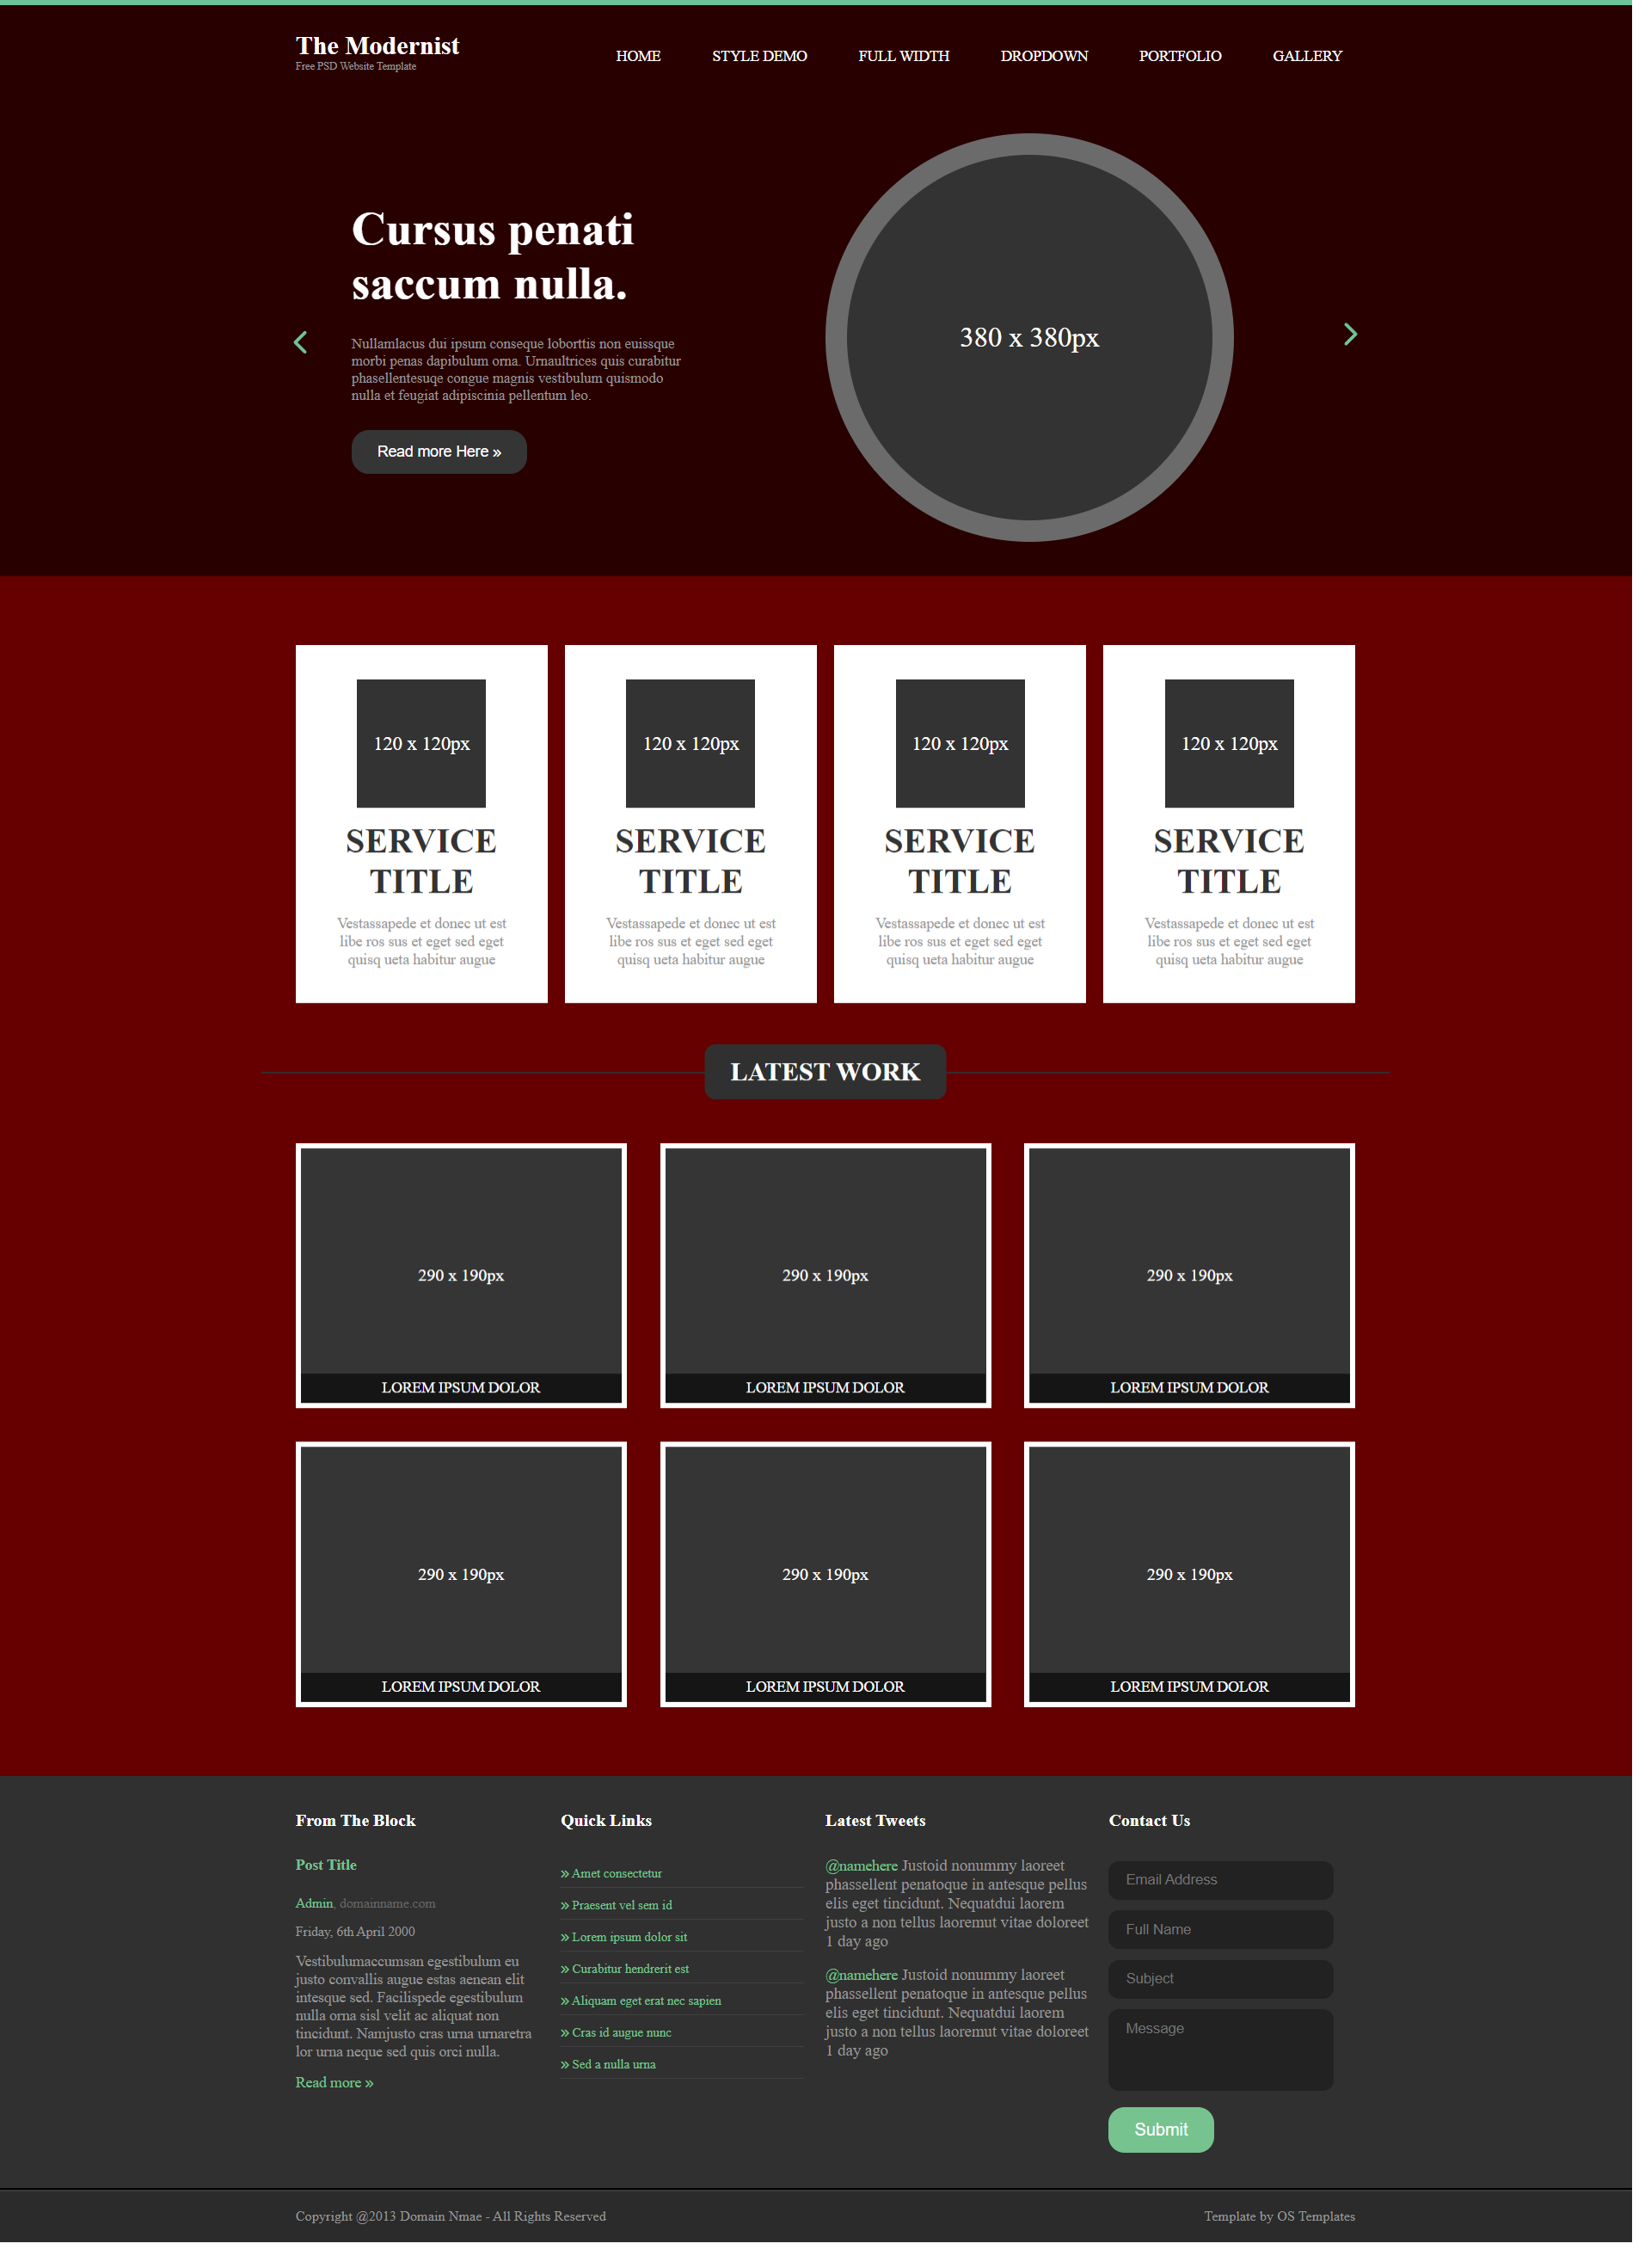 The Modernist
Free PSD Website Template
HOME STYLE DEMO FULL WIDTH DROPDOWN PORTFOLIO GALLERY
Cursus penati
saccum nulla.
Nullamlacus dui ipsum conseque loborttis non euissque
morbi penas dapibulum orna. Urnaultrices quis curabitur
phasellentesuqe congue magnis vestibulum quismodo
nulla et feugiat adipiscinia pellentum leo.
Read more Here »
380 x 380px
120 x 120px
SERVICE
TITLE
Vestassapede et donec ut est
libe ros sus et eget sed eget
quisq ueta habitur augue
120 x 120px
SERVICE
TITLE
Vestassapede et donec ut est
libe ros sus et eget sed eget
quisq ueta habitur augue
120 x 120px
SERVICE
TITLE
Vestassapede et donec ut est
libe ros sus et eget sed eget
quisq ueta habitur augue
120 x 120px
SERVICE
TITLE
Vestassapede et donec ut est
libe ros sus et eget sed eget
quisq ueta habitur augue
LATEST WORK
290 x 190px
LOREM IPSUM DOLOR
290 x 190px
LOREM IPSUM DOLOR
290 x 190px
LOREM IPSUM DOLOR
290 x 190px
LOREM IPSUM DOLOR
290 x 190px
LOREM IPSUM DOLOR
290 x 190px
LOREM IPSUM DOLOR
From The Block
Post Title
Admin, domainname.com
Friday, 6th April 2000
Vestibulumaccumsan egestibulum eu
justo convallis augue estas aenean elit
intesque sed. Facilispede egestibulum
nulla orna sisl velit ac aliquat non
tincidunt. Namjusto cras urna urnaretra
lor urna neque sed quis orci nulla.
Read more »
Quick Links
» Amet consectetur
» Praesent vel sem id
» Lorem ipsum dolor sit
» Curabitur hendrerit est
» Aliquam eget erat nec sapien
» Cras id augue nunc
» Sed a nulla urna
Latest Tweets
@namehere Justoid nonummy laoreet
phassellent penatoque in antesque pellus
elis eget tincidunt. Nequatdui laorem
justo a non tellus laoremut vitae doloreet
1 day ago
@namehere Justoid nonummy laoreet
phassellent penatoque in antesque pellus
elis eget tincidunt. Nequatdui laorem
justo a non tellus laoremut vitae doloreet
1 day ago
Contact Us
Email Address
Full Name
Subject
Message
Submit
Copyright @2013 Domain Nmae - All Rights Reserved
Template by OS Templates